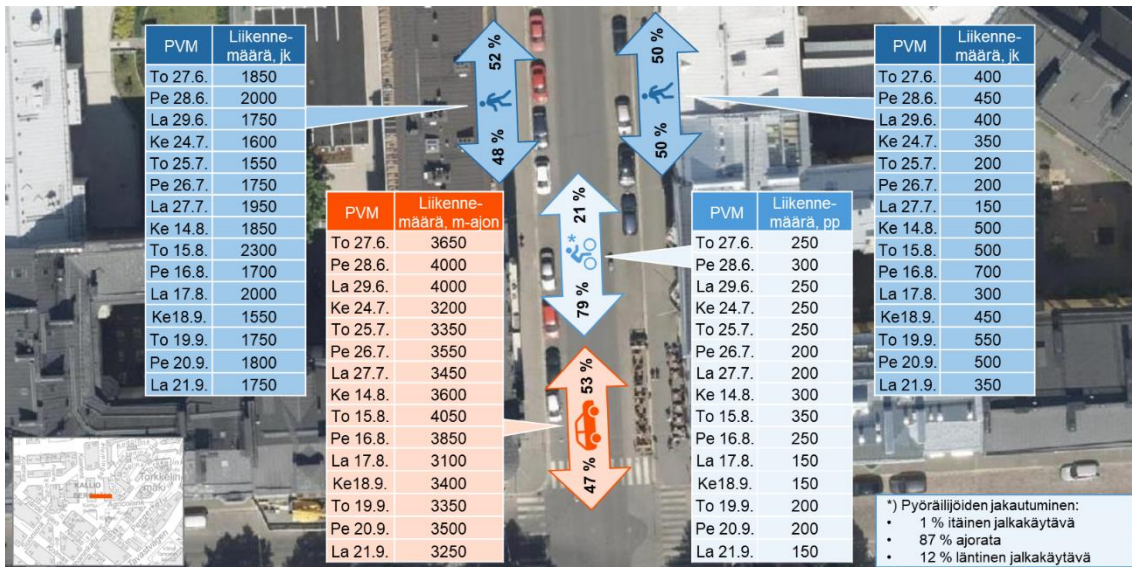 PVM Liikenne-
määrä, jk
To 27.6. 1850
Pe 28.6. 2000
La 29.6. 1750
Ke 24.7. 1600
To 25.7. 1550
Pe 26.7. 1750
La 27.7. 1950
Ke 14.8. 1850
To 15.8. 2300
Pe 16.8. 1700
La 17.8. 2000
Ke18.9. 1550
To 19.9. 1750
Pe 20.9. 1800
La 21.9. 1750
52 %
48 %
50 %
50 %
PVM Liikenne-
määrä, jk
To 27.6. 400
Pe 28.6. 450
La 29.6. 400
Ke 24.7. 350
To 25.7. 200
Pe 26.7. 200
La 27.7. 150
Ke 14.8. 500
To 15.8. 500
Pe 16.8. 700
La 17.8. 300
Ke18.9. 450
To 19.9. 550
Pe 20.9. 500
La 21.9. 350
PVM Liikenne-
määrä, m-ajon
To 27.6. 3650
Pe 28.6. 4000
La 29.6. 4000
Ke 24.7. 3200
To 25.7. 3350
Pe 26.7. 3550
La 27.7. 3450
Ke 14.8. 3600
To 15.8. 4050
Pe 16.8. 3850
La 17.8. 3100
Ke18.9. 3400
To 19.9. 3350
Pe 20.9. 3500
La 21.9. 3250
21 %
*
79 %
53 %
47 %
PVM Liikenne-
määrä, pp
To 27.6. 250
Pe 28.6. 300
La 29.6. 250
Ke 24.7. 250
To 25.7. 250
Pe 26.7. 200
La 27.7. 200
Ke 14.8. 300
To 15.8. 350
Pe 16.8. 250
La 17.8. 150
Ke18.9. 150
To 19.9. 200
Pe 20.9. 200
La 21.9. 150
KALLIO
*) Pyöräilijöiden jakautuminen:
• 1 % itäinen jalkakäytävä
• 87 % ajorata
• 12 % läntinen jalkakäytävä